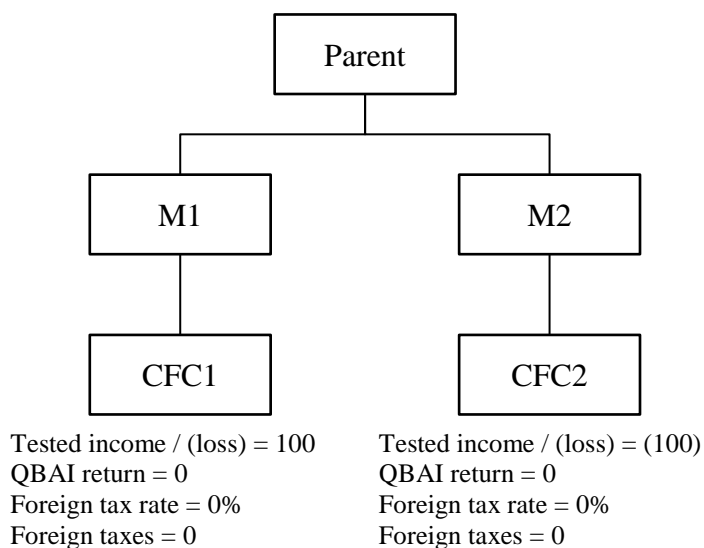 Parent
M1
M2
CFC1
CFC2
Tested income / (loss) = 100
QBAI return = 0
Foreign tax rate = 0%
Foreign taxes = 0
Tested income / (loss) = (100)
QBAI return = 0
Foreign tax rate = 0%
Foreign taxes = 0